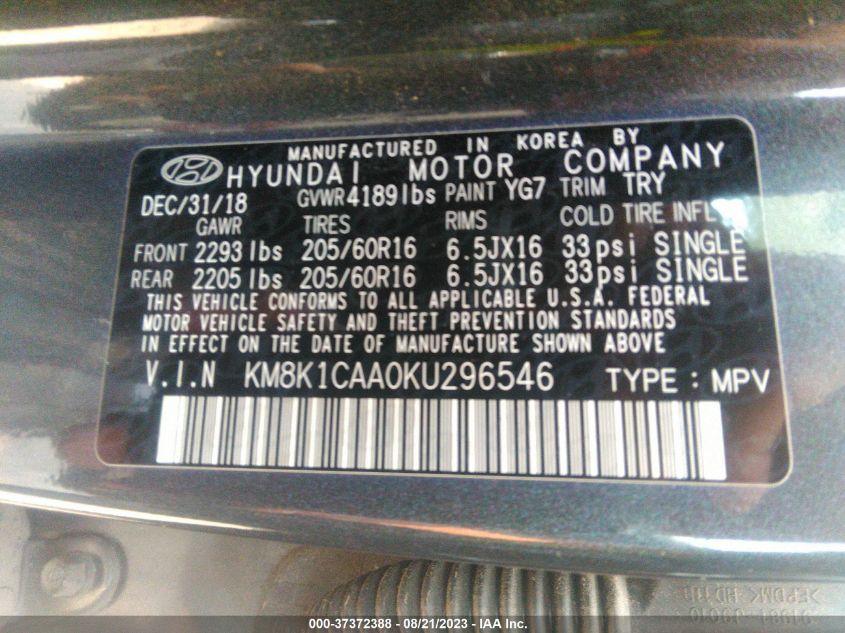 MANUFACTURED IN KOREA BY
HYUNDAI MOTOR COMPANY
DEC/31/18 GVWR 4189lbs PAINT YG7 TRIM TRY
GAWR TIRES RIMS COLD TIRE INFL
FRONT 2293 lbs 205/60R16 6.5JX16 33psi SINGLE
REAR 2205 lbs 205/60R16 6.5JX16 33psi SINGLE
THIS VEHICLE CONFORMS TO ALL APPLICABLE U.S.A. FEDERAL
MOTOR VEHICLE SAFETY AND THEFT PREVENTION STANDARDS
IN EFFECT ON THE DATE OF MANUFACTURE SHOWN ABOVE
V.I.N KM8K1CAA0KU296546 TYPE : MPV
000-37372388 - 08/21/2023 - IAA Inc.